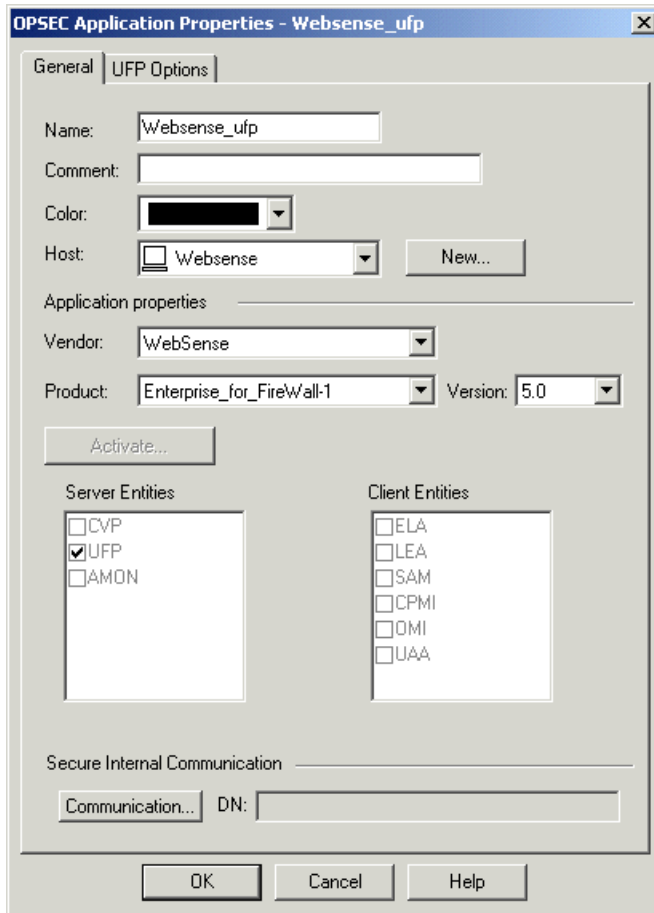 OPSEC Application Properties - Websense_ufp
General UFP Options
Name: Websense_ufp
Comment:
Color:
Host: Websense New...
Application properties
Vendor: WebSense
Product: Enterprise_for_FireWall-1 Version: 5.0
Activate...
Server Entities Client Entities
CVP ELA
UFP LEA
AMON SAM
CPMI
OMI
UAA
Secure Internal Communication
Communication... DN:
OK Cancel Help